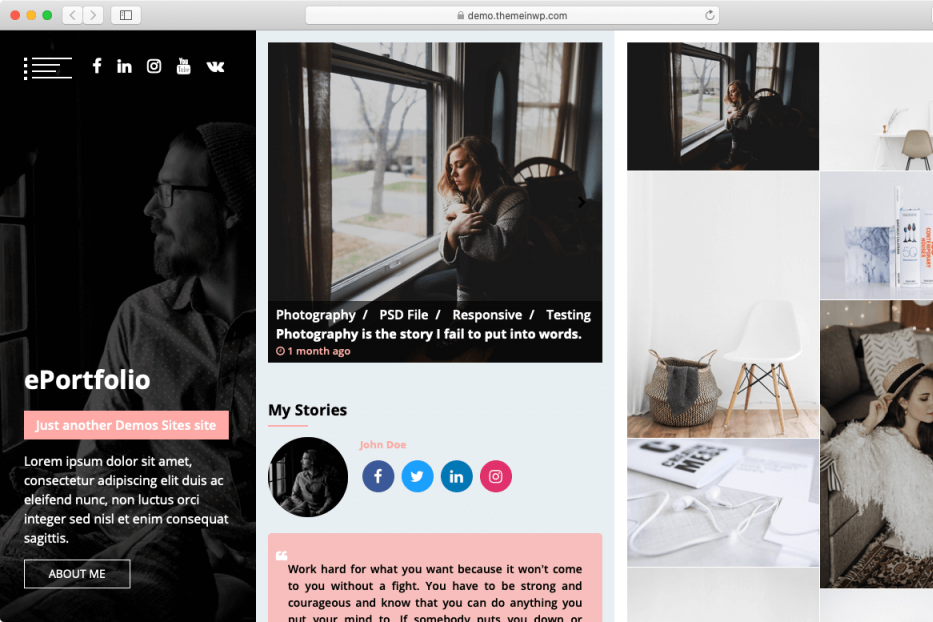 demo.themeinwp.com
ePortfolio
Just another Demos Sites site
Lorem ipsum dolor sit amet,
consectetur adipiscing elit duis ac
eleifend nunc, non luctus orci
integer sed nisl et enim consequat
sagittis.
ABOUT ME
Photography / PSD File / Responsive / Testing
Photography is the story I fail to put into words.
1 month ago
My Stories
John Doe
Work hard for what you want because it won't come
to you without a fight. You have to be strong and
courageous and know that you can do anything you
put your mind to. If somebody puts you down or